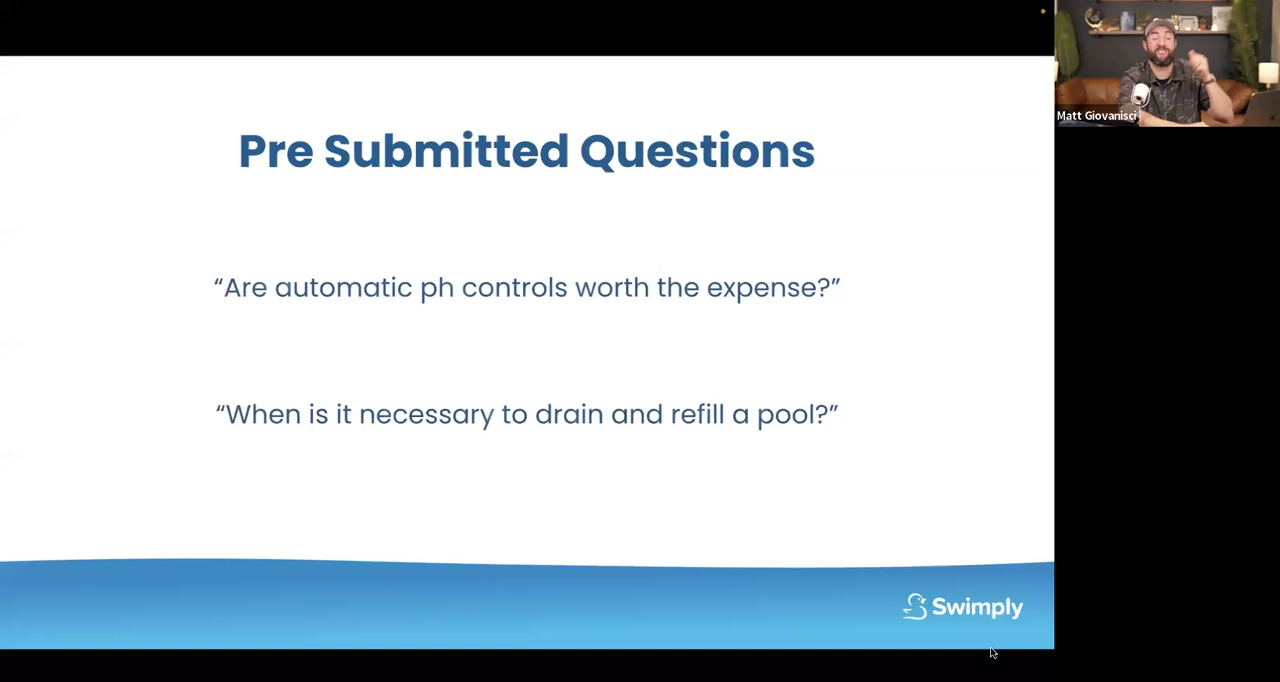 Pre Submitted Questions
“Are automatic ph controls worth the expense?”
“When is it necessary to drain and refill a pool?”
Swimply
Matt Giovanisci